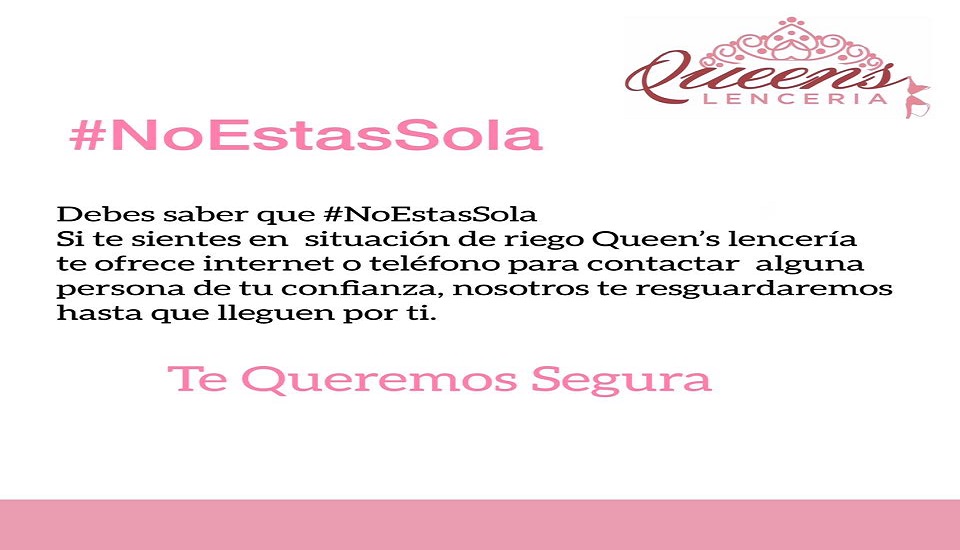 Queen's
LENCERIA
#NoEstasSola
Debes saber que #NoEstasSola
Si te sientes en situación de riego Queen’s lencería
te ofrece internet o teléfono para contactar alguna
persona de tu confianza, nosotros te resguardaremos
hasta que lleguen por ti.
Te Queremos Segura